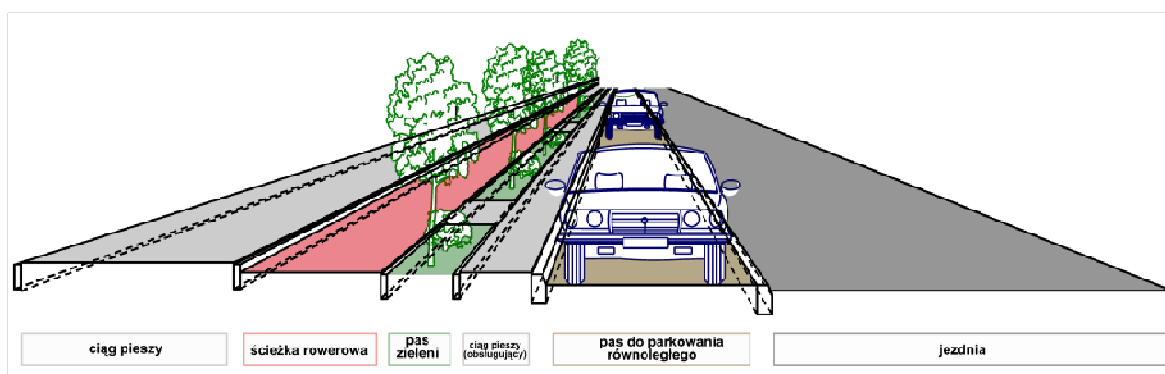 ciąg pieszy
ścieżka rowerowa
pas
zieleni
ciąg pieszy
(obsługujący)
pas do parkowania
równoległego
jezdnia